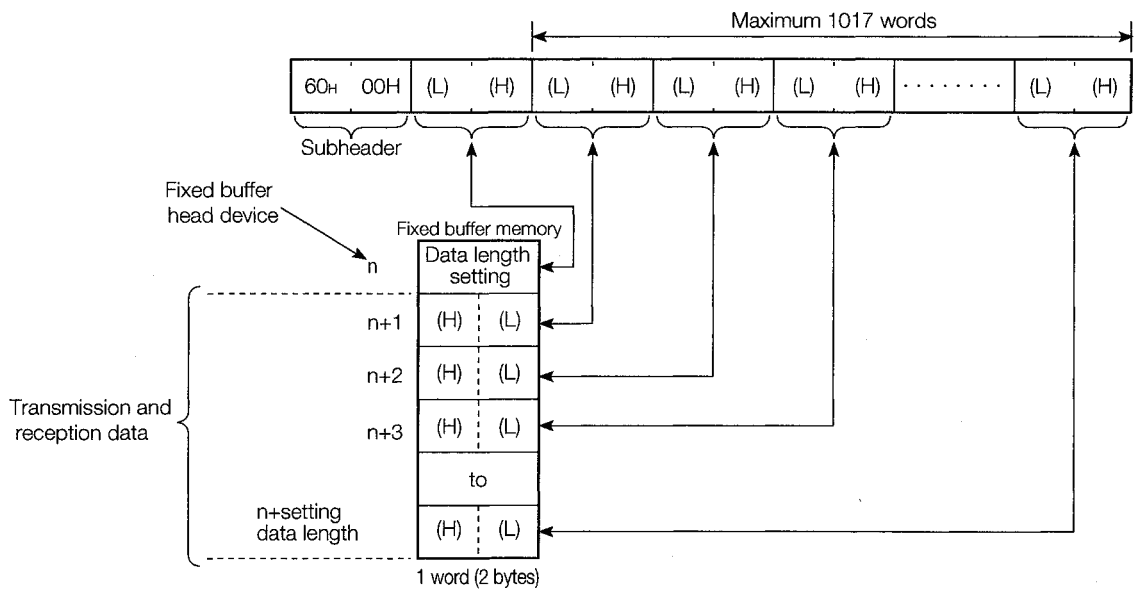 Maximum 1017 words
60H 00H (L) (H) (L) (H) (L) (H) (L) (H) ········ (L) (H)
Subheader
Fixed buffer
head device
Fixed buffer memory
n
Data length
setting
n+1 (H) (L)
n+2 (H) (L)
n+3 (H) (L)
Transmission and
reception data
to
n+setting
data length
(H) (L)
1 word (2 bytes)